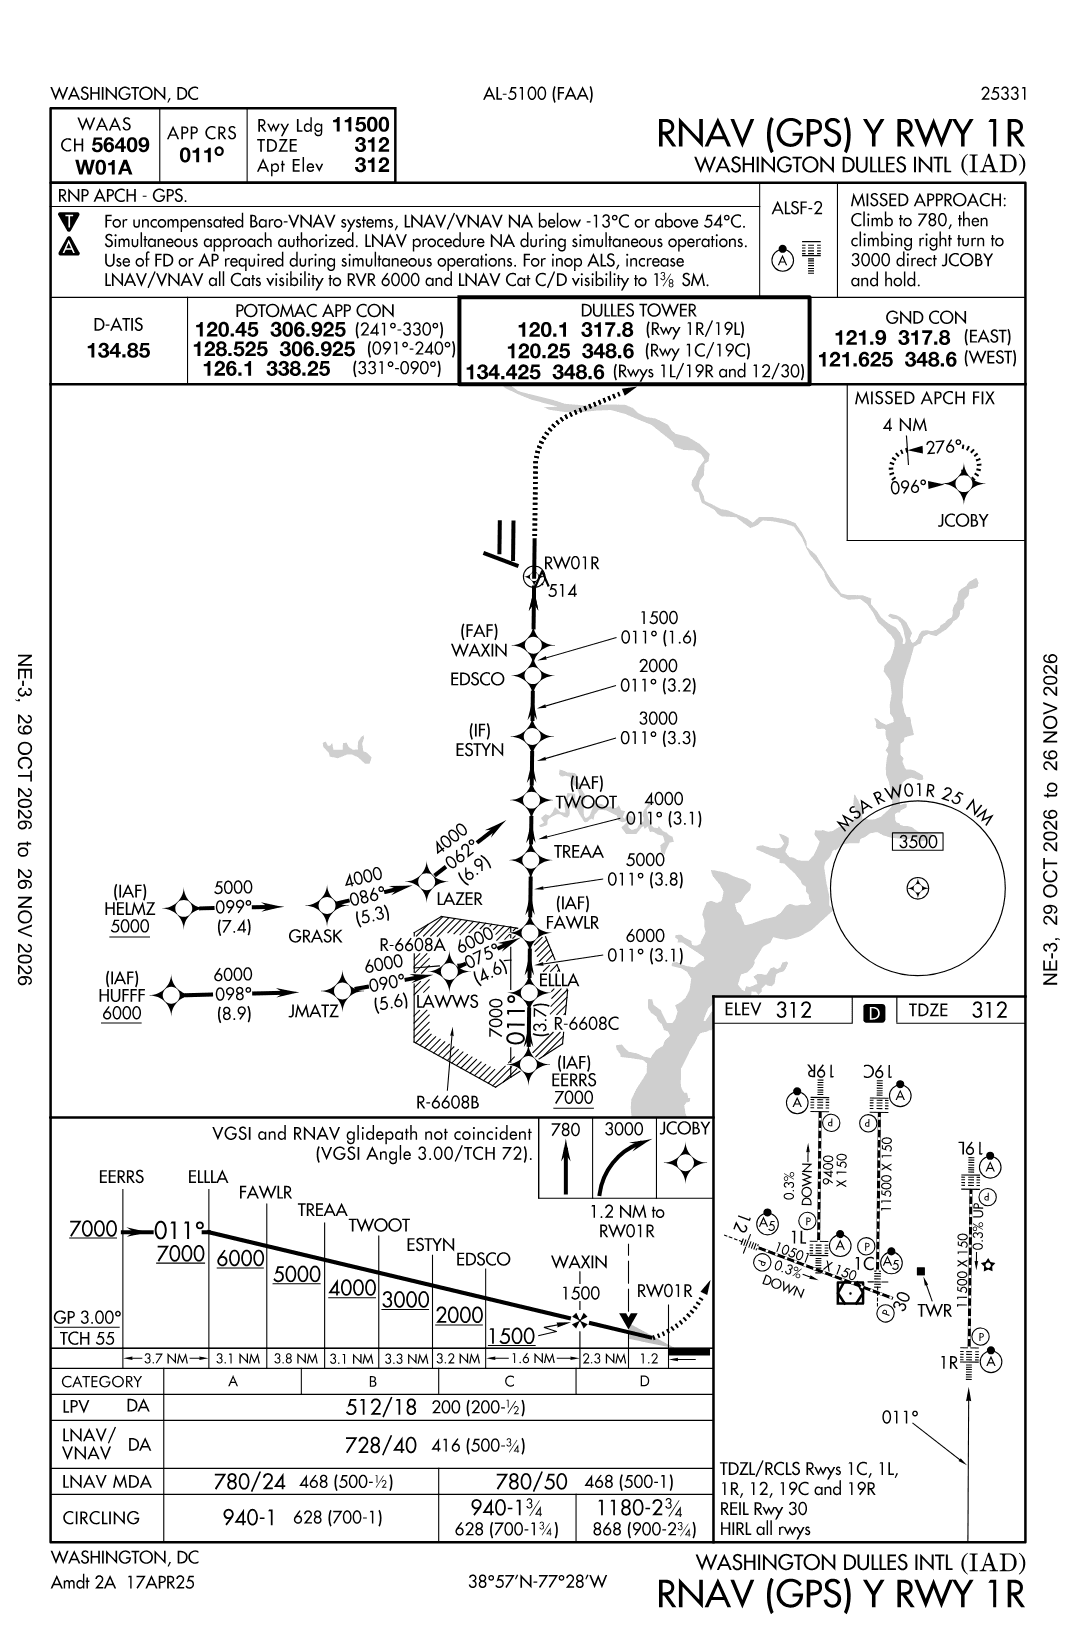 WASHINGTON, DC
AL-5100 (FAA)
25331
WAAS
CH 56409
W01A
APP CRS
011°
Rwy Ldg 11500
TDZE 312
Apt Elev 312
RNAV (GPS) Y RWY 1R
WASHINGTON DULLES INTL (IAD)
RNP APCH - GPS.
T
A
For uncompensated Baro-VNAV systems, LNAV/VNAV NA below -13°C or above 54°C.
Simultaneous approach authorized. LNAV procedure NA during simultaneous operations.
Use of FD or AP required during simultaneous operations. For inop ALS, increase
LNAV/VNAV all Cats visibility to RVR 6000 and LNAV Cat C/D visibility to 1⅜ SM.
ALSF-2
A
MISSED APPROACH:
Climb to 780, then
climbing right turn to
3000 direct JCOBY
and hold.
D-ATIS
134.85
POTOMAC APP CON
120.45 306.925 (241°-330°)
128.525 306.925 (091°-240°)
126.1 338.25 (331°-090°)
DULLES TOWER
120.1 317.8 (Rwy 1R/19L)
120.25 348.6 (Rwy 1C/19C)
134.425 348.6 (Rwys 1L/19R and 12/30)
GND CON
121.9 317.8 (EAST)
121.625 348.6 (WEST)
MISSED APCH FIX
4 NM
276°
096°
JCOBY
RW01R
514
(FAF)
WAXIN
1500
011° (1.6)
EDSCO
2000
011° (3.2)
(IF)
ESTYN
3000
011° (3.3)
(IAF)
TWOOT
4000
011° (3.1)
TREAA
5000
011° (3.8)
(IAF)
FAWLR
6000
011° (3.1)
ELLLA
7000
011°
(3.7)
(IAF)
EERRS
7000
(IAF)
HELMZ
5000
5000
099°
(7.4)
GRASK
4000
086°
(5.3)
LAZER
4000
062°
(6.9)
(IAF)
HUFFF
6000
6000
098°
(8.9)
JMATZ
6000
090°
(5.6)
LAWWS
6000
075°
(4.6)
R-6608A
R-6608C
R-6608B
MSA RW01R 25 NM
3500
NE-3, 29 OCT 2026 to 26 NOV 2026
NE-3, 29 OCT 2026 to 26 NOV 2026
ELEV 312
D
TDZE 312
19R
19C
19L
A
A
A
P
P
P
0.3%
DOWN
9400
X 150
11500 X 150
11500 X 150
0.3% UP
12
A5
P
1L
A
P
1C
A5
P
10501 X 150
0.3%
DOWN
30
P
TWR
1R
P
A
011°
TDZL/RCLS Rwys 1C, 1L,
1R, 12, 19C and 19R
REIL Rwy 30
HIRL all rwys
VGSI and RNAV glidepath not coincident
(VGSI Angle 3.00/TCH 72).
780
3000
JCOBY
EERRS
ELLLA
FAWLR
TREAA
TWOOT
ESTYN
EDSCO
WAXIN
1500
1.2 NM to
RW01R
RW01R
7000
011°
7000
6000
5000
4000
3000
2000
1500
GP 3.00°
TCH 55
3.7 NM
3.1 NM
3.8 NM
3.1 NM
3.3 NM
3.2 NM
1.6 NM
2.3 NM
1.2
CATEGORY A B C D
LPV DA 512/18 200 (200-½)
LNAV/
VNAV DA 728/40 416 (500-¾)
LNAV MDA 780/24 468 (500-½) 780/50 468 (500-1)
CIRCLING 940-1 628 (700-1)
940-1¾
628 (700-1¾)
1180-2¾
868 (900-2¾)
WASHINGTON, DC
Amdt 2A 17APR25
38°57'N-77°28'W
WASHINGTON DULLES INTL (IAD)
RNAV (GPS) Y RWY 1R